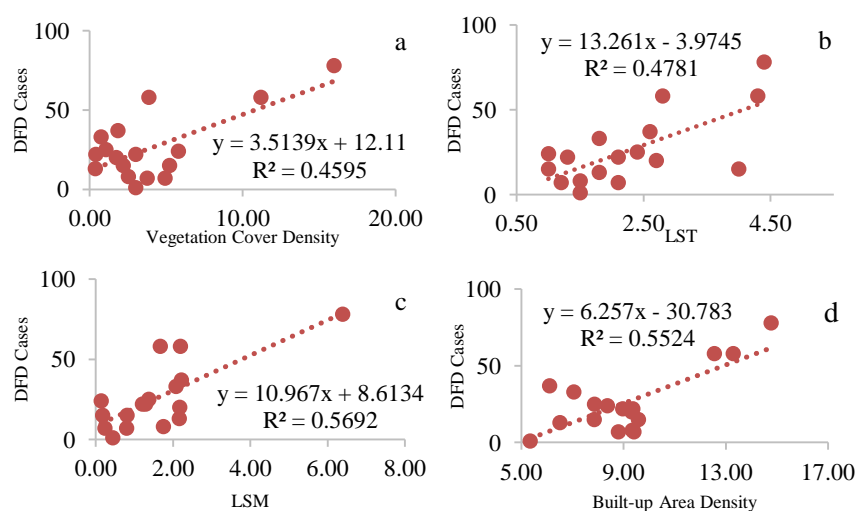 a
100
50
0
DFD Cases
y = 3.5139x + 12.11
R² = 0.4595
0.00 10.00 20.00
Vegetation Cover Density
b
100
50
0
DFD Cases
y = 13.261x - 3.9745
R² = 0.4781
0.50 2.50 4.50
LST
c
100
50
0
DFD Cases
y = 10.967x + 8.6134
R² = 0.5692
0.00 2.00 4.00 6.00 8.00
LSM
d
100
50
0
DFD Cases
y = 6.257x - 30.783
R² = 0.5524
5.00 9.00 13.00 17.00
Built-up Area Density